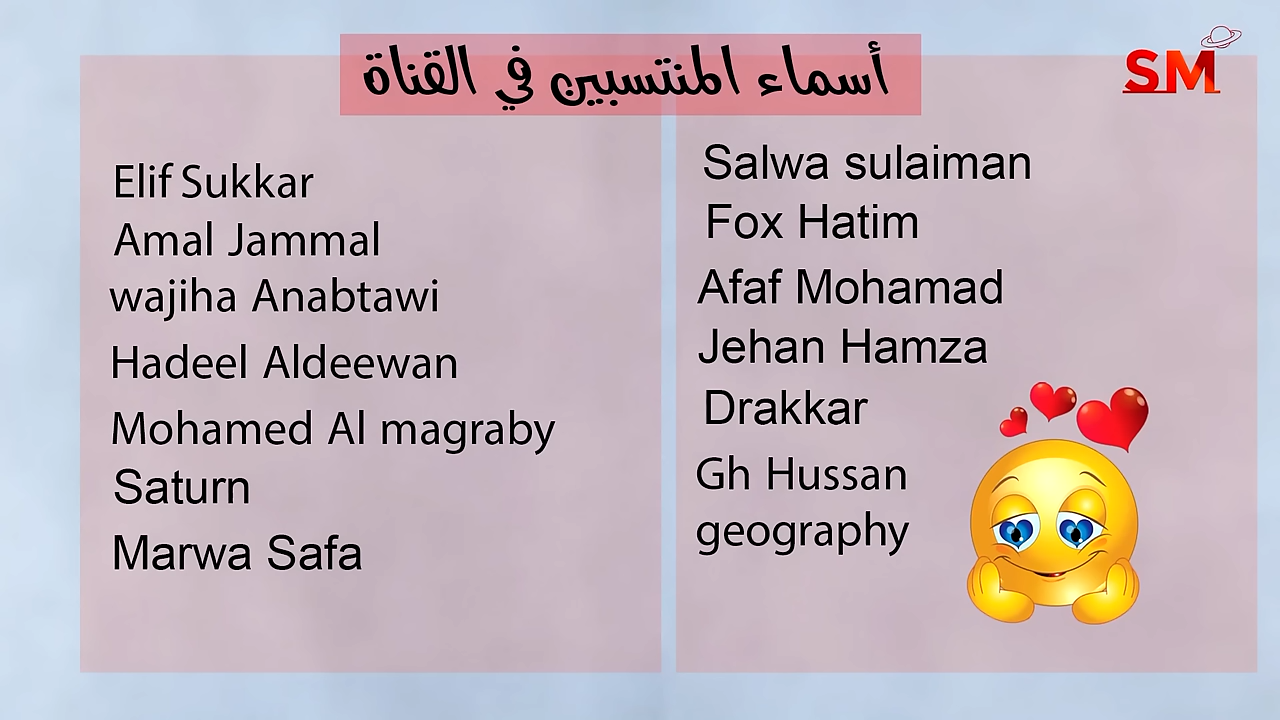 أسماء المنتسبين في القناة
SM
Elif Sukkar
Amal Jammal
wajiha Anabtawi
Hadeel Aldeewan
Mohamed Al magraby
Saturn
Marwa Safa
Salwa sulaiman
Fox Hatim
Afaf Mohamad
Jehan Hamza
Drakkar
Gh Hussan
geography